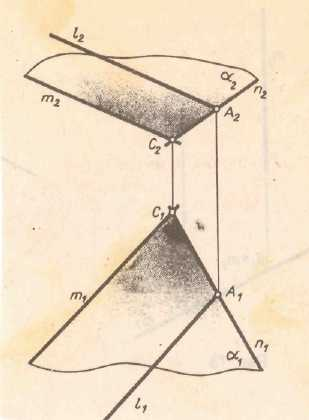 l₂
α₂
n₂
m₂
A₂
C₂
C₁
m₁
A₁
α₁
n₁
l₁